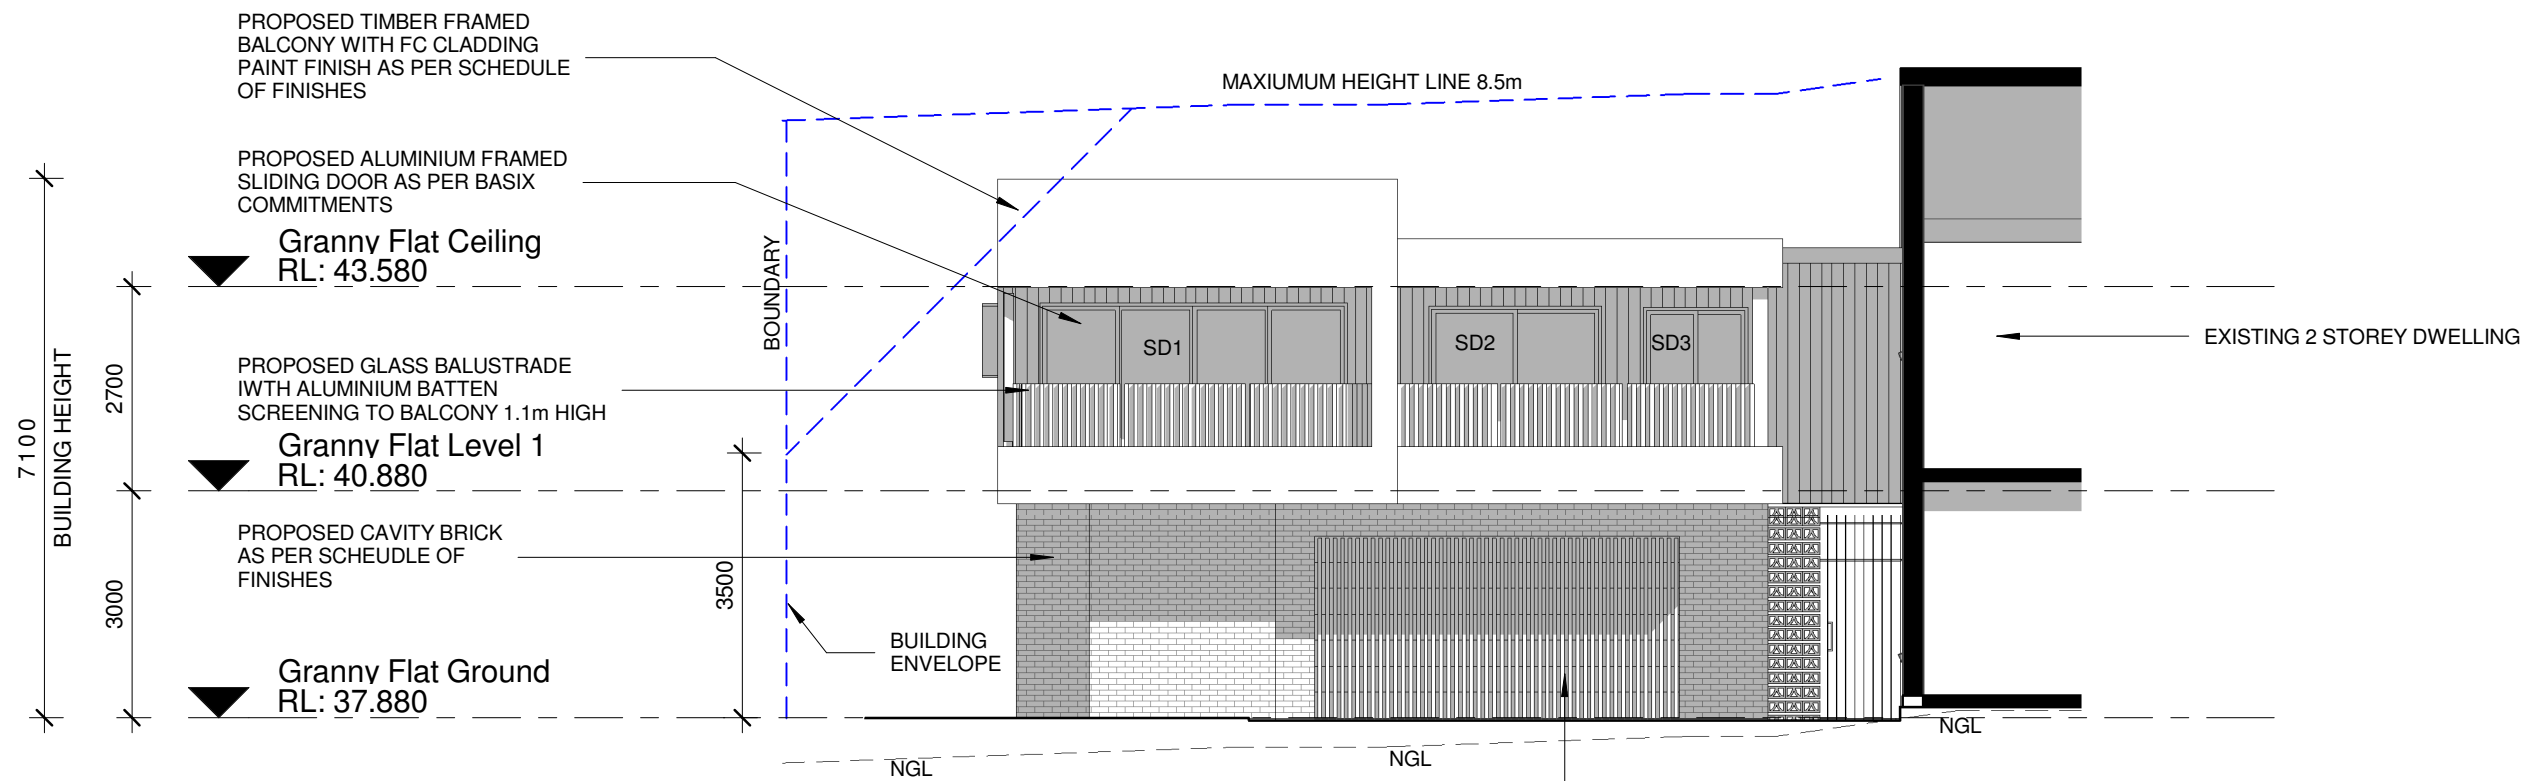 PROPOSED TIMBER FRAMED
BALCONY WITH FC CLADDING
PAINT FINISH AS PER SCHEDULE
OF FINISHES
MAXIUMUM HEIGHT LINE 8.5m
PROPOSED ALUMINIUM FRAMED
SLIDING DOOR AS PER BASIX
COMMITMENTS
Granny Flat Ceiling
RL: 43.580
BOUNDARY
SD1
SD2
SD3
EXISTING 2 STOREY DWELLING
7100
BUILDING HEIGHT
2700
PROPOSED GLASS BALUSTRADE
IWTH ALUMINIUM BATTEN
SCREENING TO BALCONY 1.1m HIGH
Granny Flat Level 1
RL: 40.880
PROPOSED CAVITY BRICK
AS PER SCHEUDLE OF
FINISHES
3000
3500
BUILDING
ENVELOPE
Granny Flat Ground
RL: 37.880
NGL
NGL
NGL